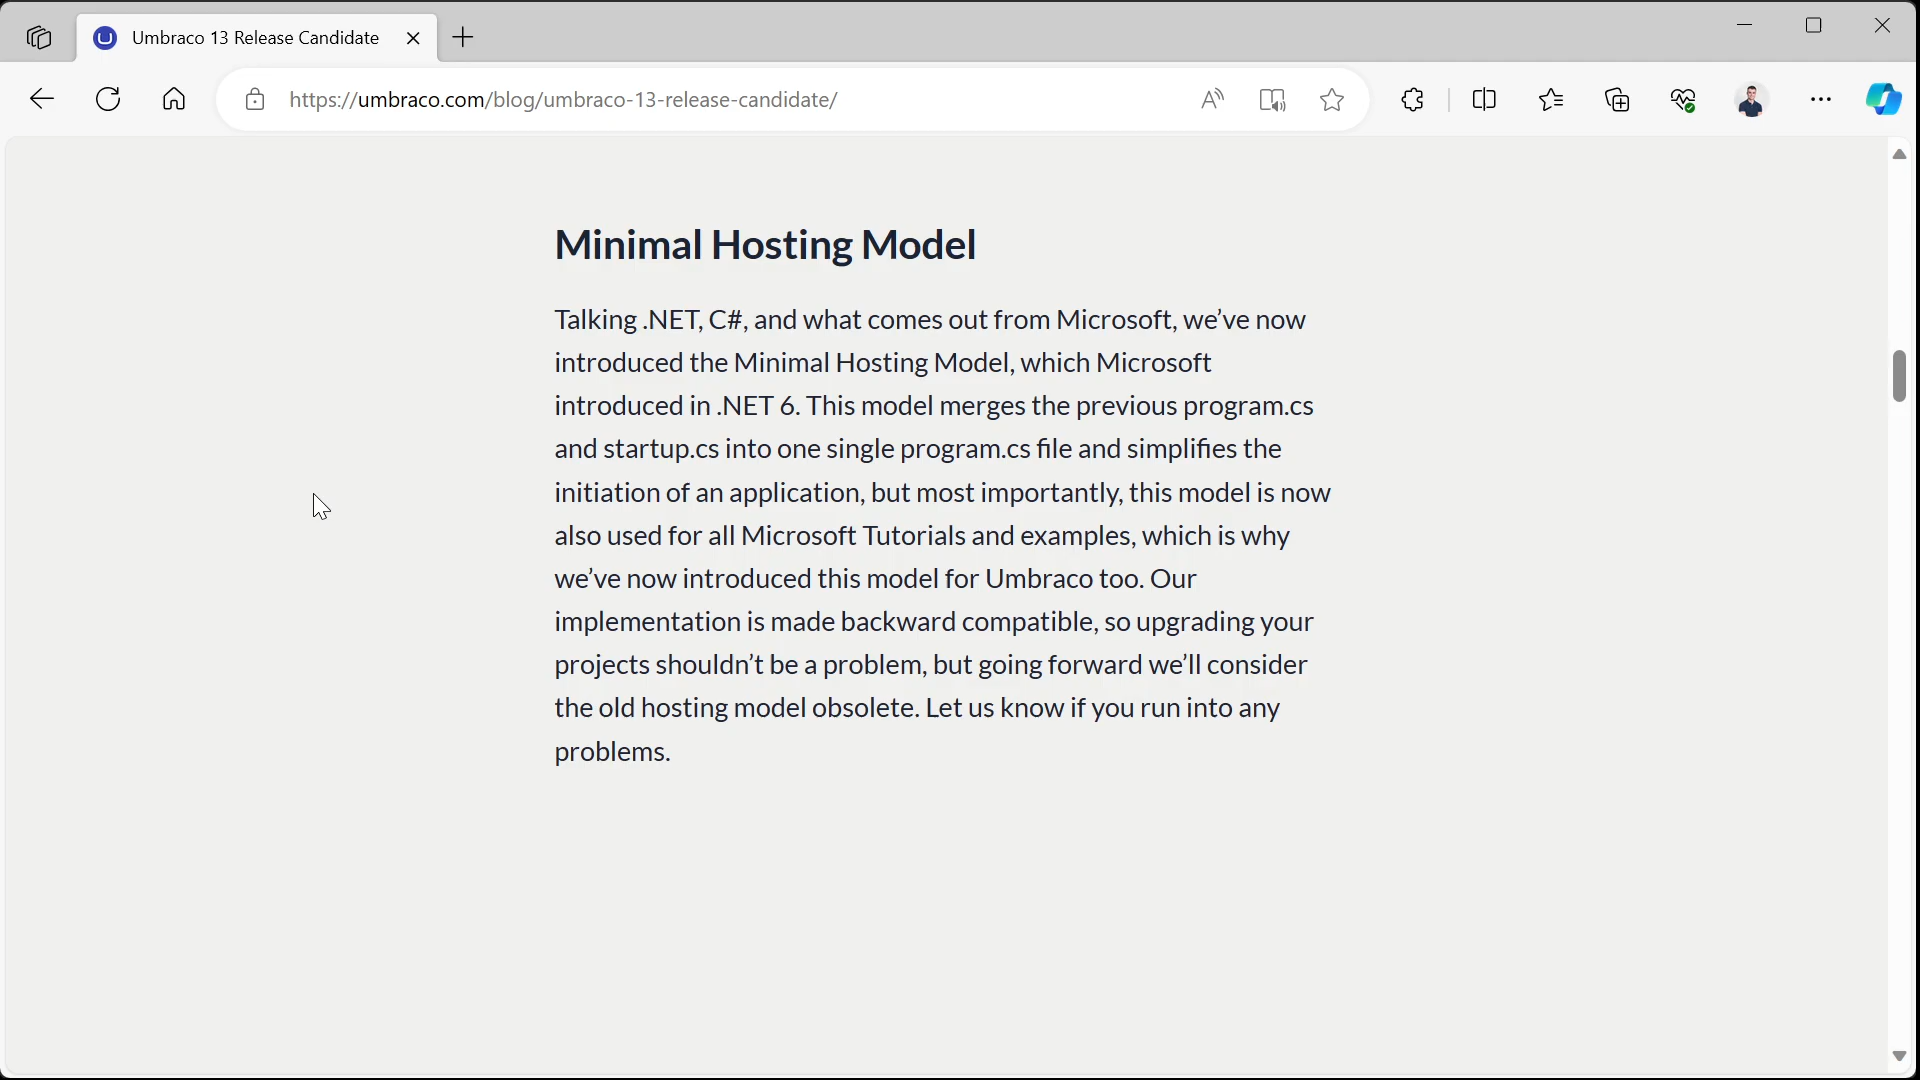 Umbraco 13 Release Candidate
https://umbraco.com/blog/umbraco-13-release-candidate/
Minimal Hosting Model
Talking .NET, C#, and what comes out from Microsoft, we’ve now
introduced the Minimal Hosting Model, which Microsoft
introduced in .NET 6. This model merges the previous program.cs
and startup.cs into one single program.cs file and simplifies the
initiation of an application, but most importantly, this model is now
also used for all Microsoft Tutorials and examples, which is why
we’ve now introduced this model for Umbraco too. Our
implementation is made backward compatible, so upgrading your
projects shouldn’t be a problem, but going forward we’ll consider
the old hosting model obsolete. Let us know if you run into any
problems.